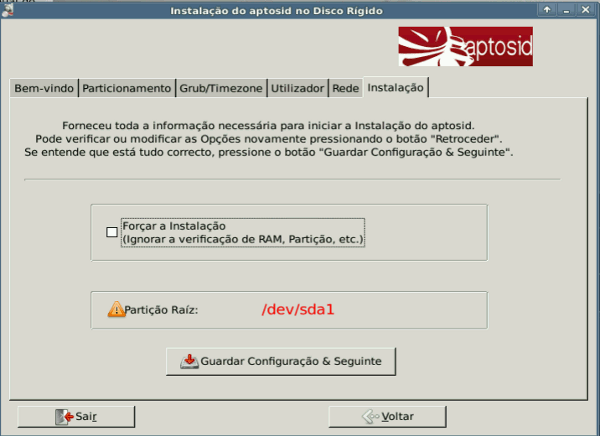 Instalação do aptosid no Disco Rígido
aptosid
Bem-vindo Particionamento Grub/Timezone Utilizador Rede Instalação
Forneceu toda a informação necessária para iniciar a Instalação do aptosid.
Pode verificar ou modificar as Opções novamente pressionando o botão "Retroceder".
Se entende que está tudo correcto, pressione o botão "Guardar Configuração & Seguinte".
Forçar a Instalação
(Ignorar a verificação de RAM, Partição, etc.)
Partição Raíz: /dev/sda1
Guardar Configuração & Seguinte
Sair Voltar